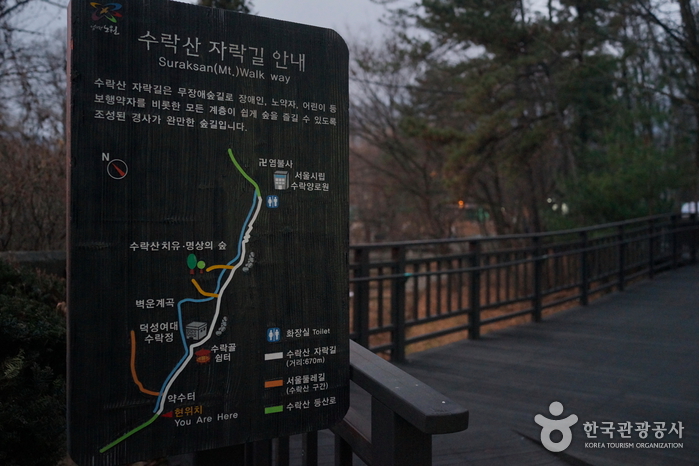 노원
수락산 자락길 안내
Suraksan(Mt.)Walk way
수락산 자락길은 무장애숲길로 장애인, 노약자, 어린이 등
보행약자를 비롯한 모든 계층이 쉽게 숲을 즐길 수 있도록
조성된 경사가 완만한 숲길입니다.
N
卍염불사
서울시립
수락양로원
수락산 치유·명상의 숲
벽운계곡
덕성여대
수락정
수락골
쉼터
약수터
현위치
You Are Here
화장실 Toilet
수락산 자락길
(거리:670m)
서울둘레길
(수락산 구간)
수락산 등산로
한국관광공사
KOREA TOURISM ORGANIZATION